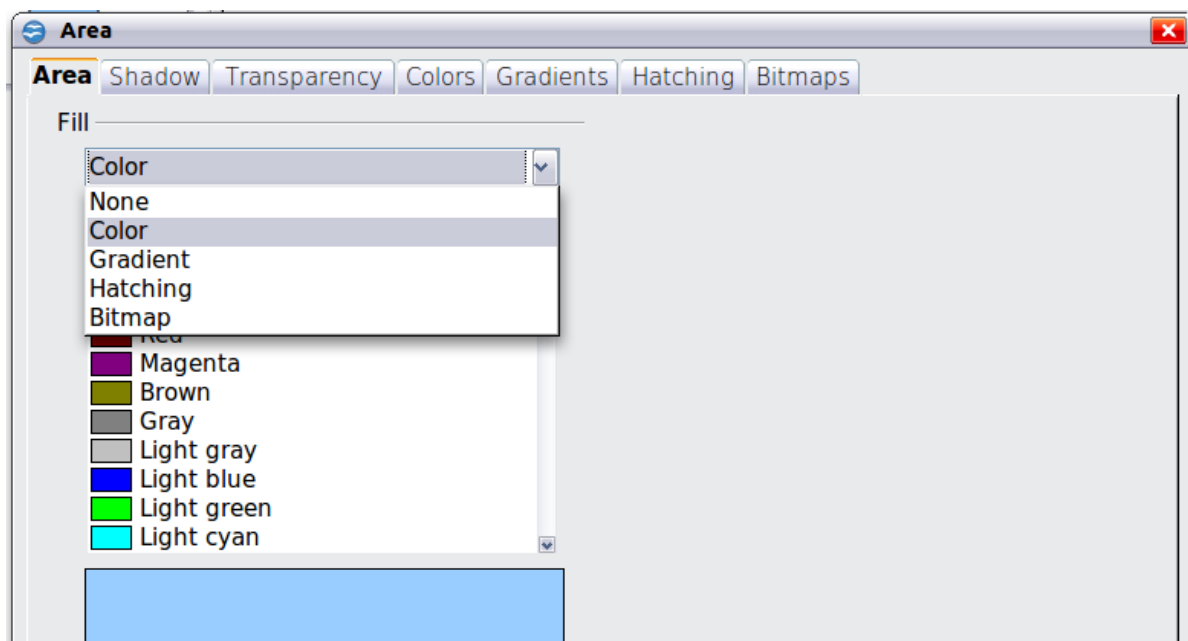 Area
Area Shadow Transparency Colors Gradients Hatching Bitmaps
Fill
Color
None
Color
Gradient
Hatching
Bitmap
Red
Magenta
Brown
Gray
Light gray
Light blue
Light green
Light cyan